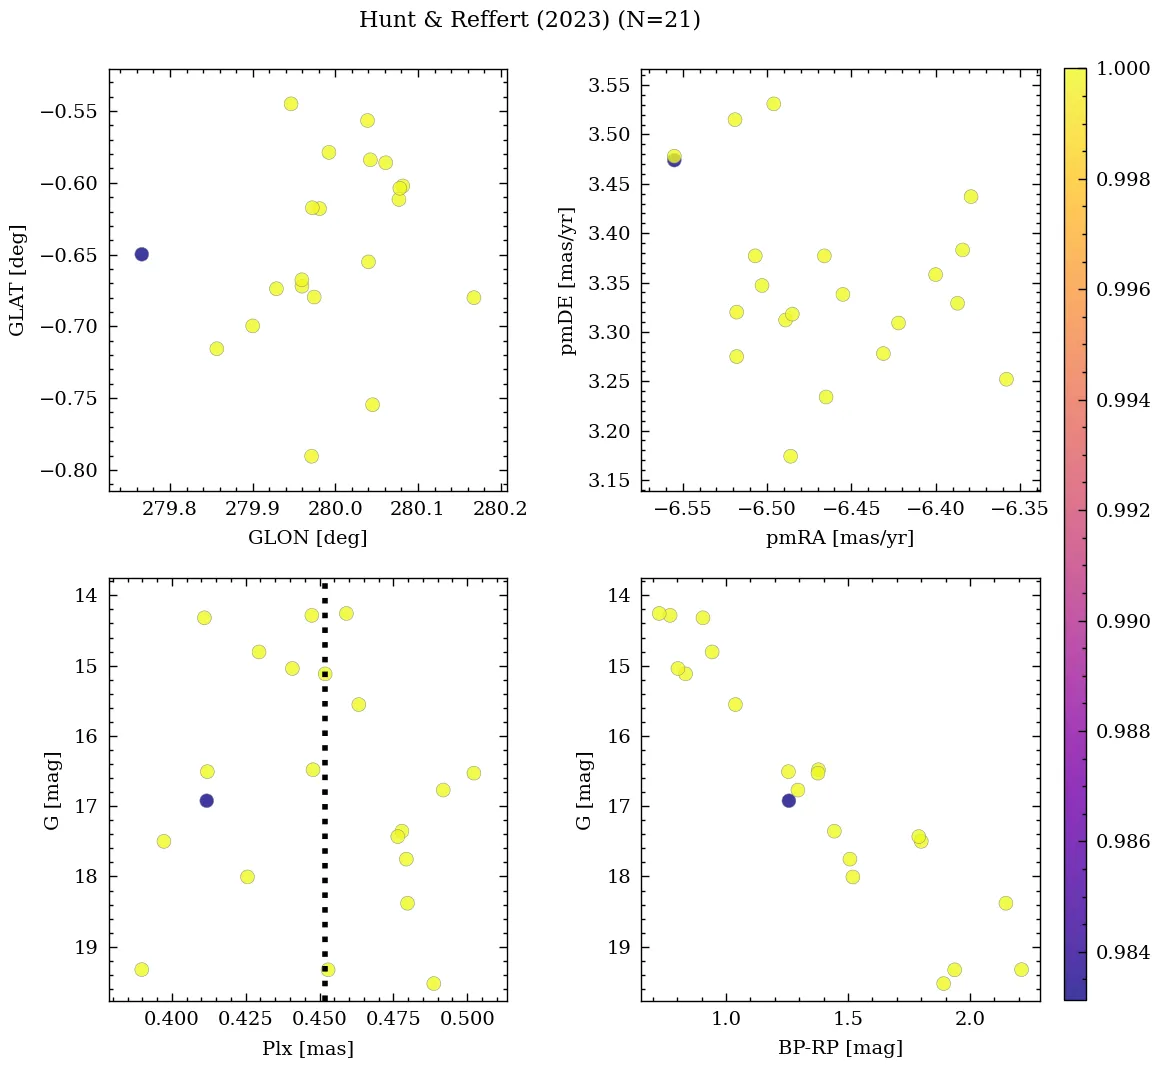 Hunt & Reffert (2023) (N=21)
−0.55
−0.60
−0.65
−0.70
−0.75
−0.80
GLAT [deg]
279.8 279.9 280.0 280.1 280.2
GLON [deg]
3.55
3.50
3.45
3.40
3.35
3.30
3.25
3.20
3.15
pmDE [mas/yr]
−6.55 −6.50 −6.45 −6.40 −6.35
pmRA [mas/yr]
14
15
16
17
18
19
G [mag]
0.400 0.425 0.450 0.475 0.500
Plx [mas]
14
15
16
17
18
19
G [mag]
1.0 1.5 2.0
BP-RP [mag]
1.000
0.998
0.996
0.994
0.992
0.990
0.988
0.986
0.984